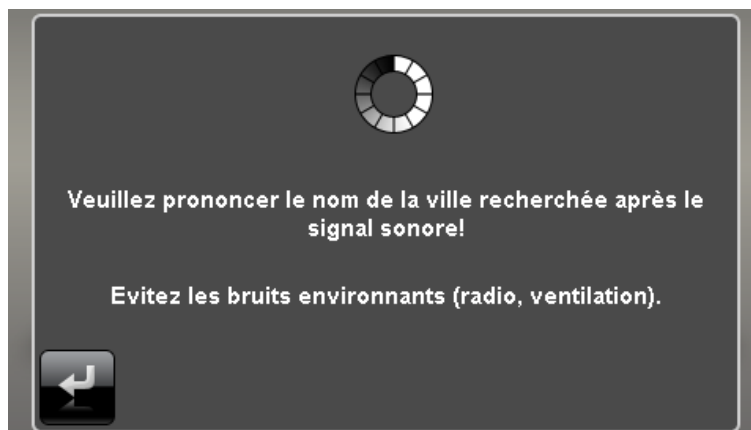 Veuillez prononcer le nom de la ville recherchée après le
signal sonore!
Evitez les bruits environnants (radio, ventilation).